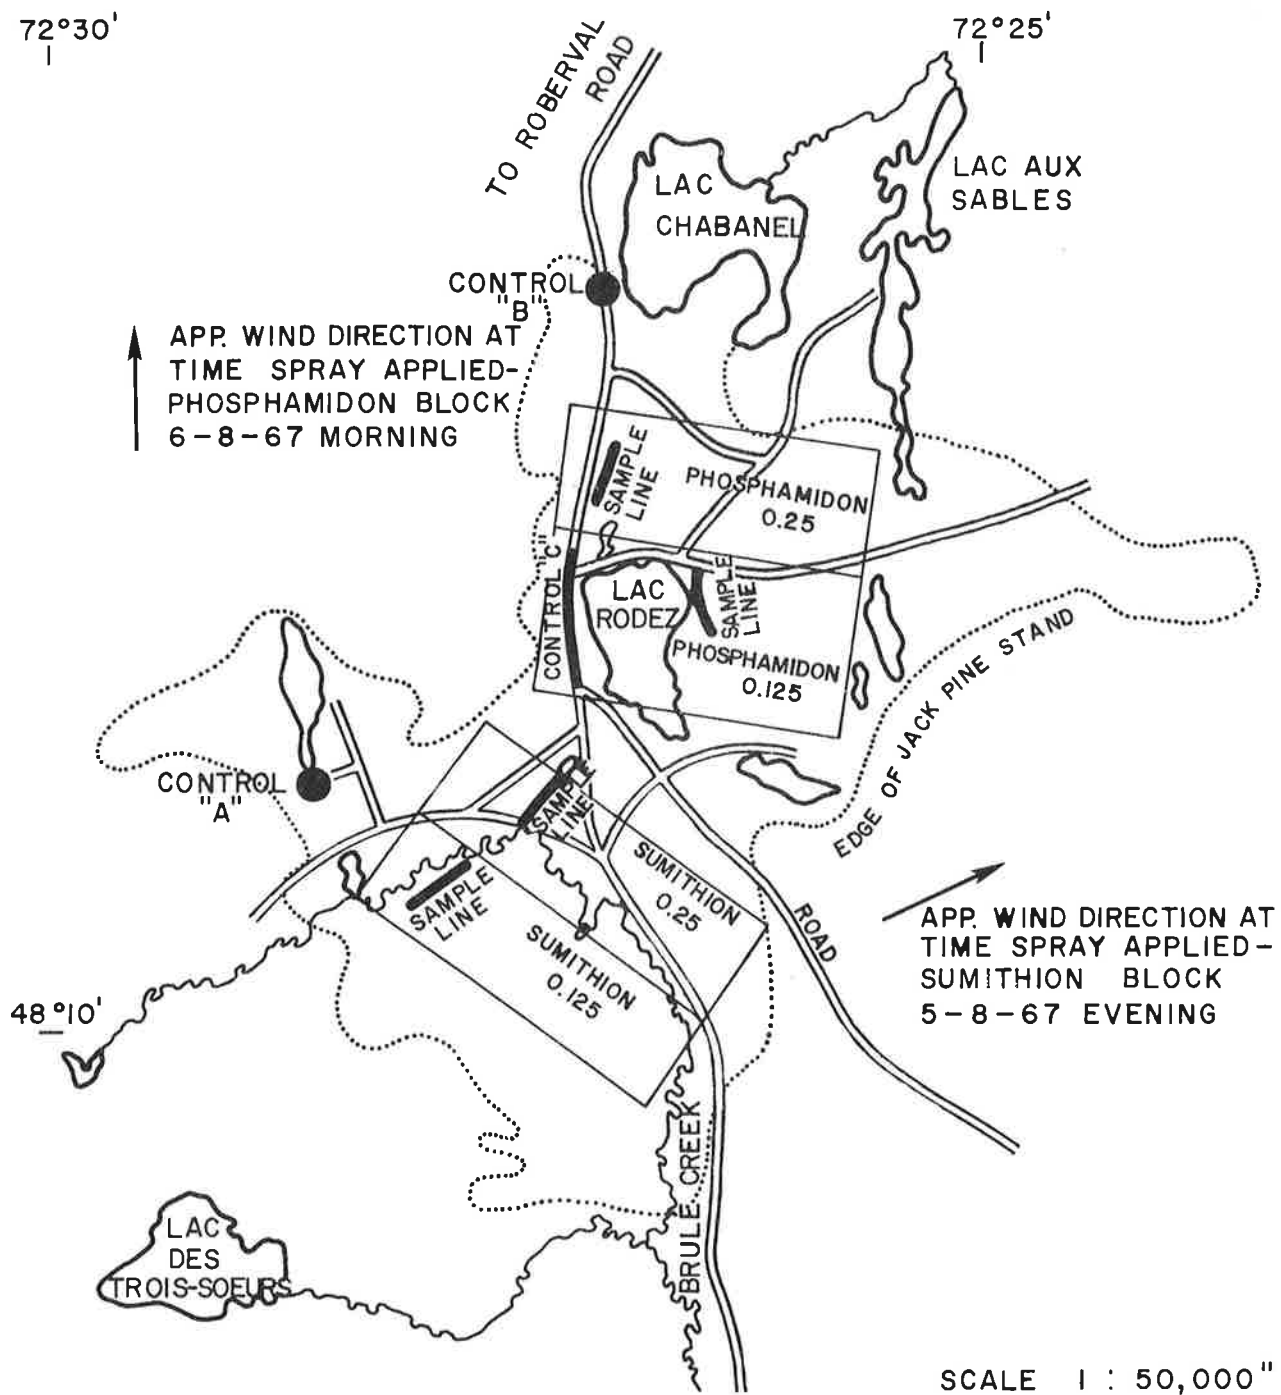 72°30'
72°25'
TO ROBERVAL
ROAD
LAC
CHABANEL
LAC AUX
SABLES
CONTROL
"B"
APP. WIND DIRECTION AT
TIME SPRAY APPLIED-
PHOSPHAMIDON BLOCK
6-8-67 MORNING
SAMPLE
LINE
PHOSPHAMIDON
0.25
CONTROL "C"
LAC
RODEZ
SAMPLE
LINE
PHOSPHAMIDON
0.125
EDGE OF JACK PINE STAND
CONTROL
"A"
SAMPLE
LINE
SAMPLE
LINE
SUMITHION
0.25
SUMITHION
0.125
ROAD
APP. WIND DIRECTION AT
TIME SPRAY APPLIED-
SUMITHION BLOCK
5-8-67 EVENING
48°10'
BRULE CREEK
LAC
DES
TROIS-SOEURS
SCALE 1 : 50,000"